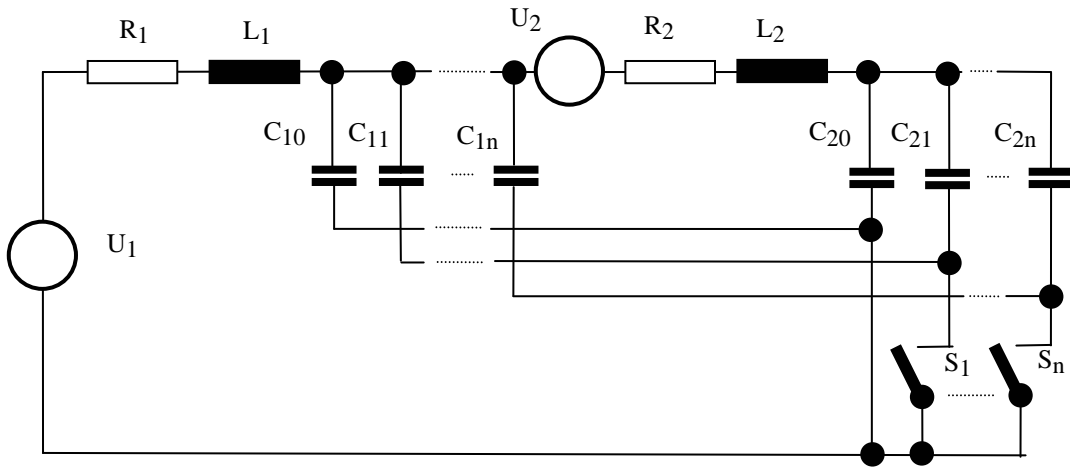 U₂
R₁ L₁ R₂ L₂
C₁₀ C₁₁ C₁ₙ C₂₀ C₂₁ C₂ₙ
U₁
S₁ Sₙ